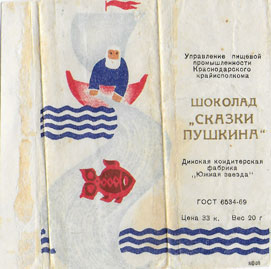 Управление пищевой
промышленности
Краснодарского
крайисполкома
ШОКОЛАД
„СКАЗКИ
ПУШКИНА"
Динская кондитерская
фабрика
„Южная звезда"
ГОСТ 6534-69
Цена 33 к. Вес 20 г